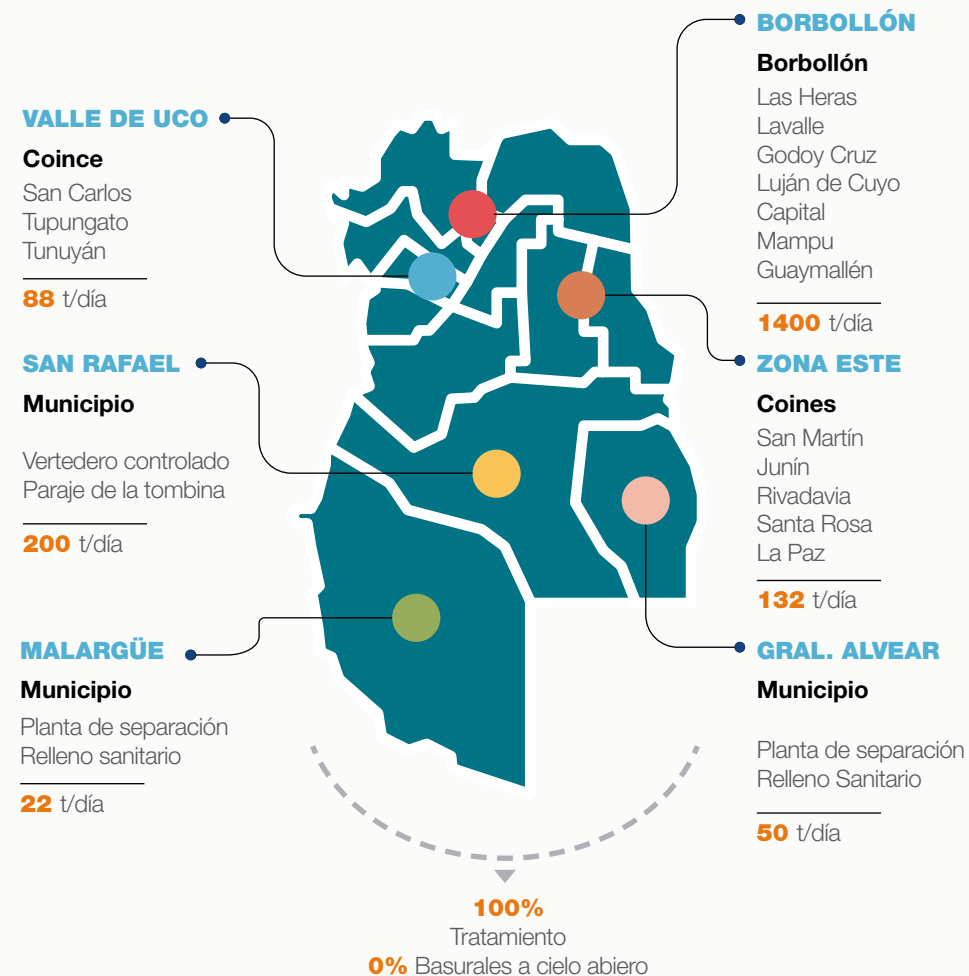 VALLE DE UCO
Coince
San Carlos
Tupungato
Tunuyán
88 t/día
SAN RAFAEL
Municipio
Vertedero controlado
Paraje de la tombina
200 t/día
MALARGÜE
Municipio
Planta de separación
Relleno sanitario
22 t/día
BORBOLLÓN
Borbollón
Las Heras
Lavalle
Godoy Cruz
Luján de Cuyo
Capital
Mampu
Guaymallén
1400 t/día
ZONA ESTE
Coines
San Martín
Junín
Rivadavia
Santa Rosa
La Paz
132 t/día
GRAL. ALVEAR
Municipio
Planta de separación
Relleno Sanitario
50 t/día
100%
Tratamiento
0% Basurales a cielo abiero